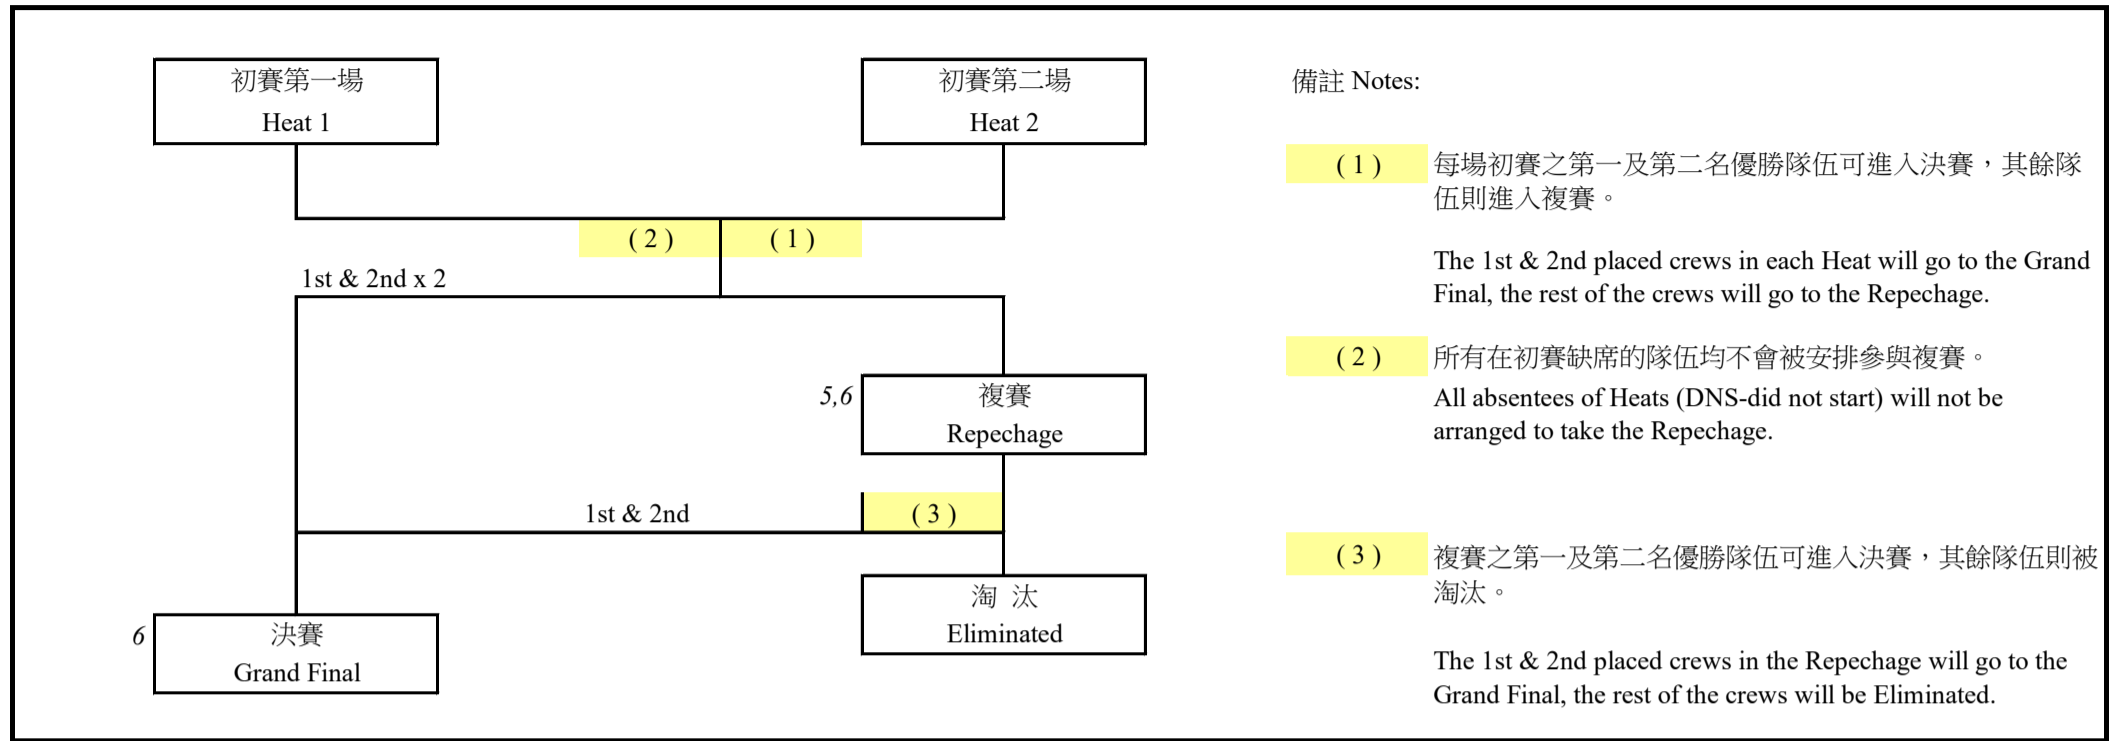 初賽第一場
Heat 1
初賽第二場
Heat 2
( 2 )
( 1 )
1st & 2nd x 2
5,6
複賽
Repechage
1st & 2nd
( 3 )
淘 汰
Eliminated
6
決賽
Grand Final
備註 Notes:
( 1 )
每場初賽之第一及第二名優勝隊伍可進入決賽，其餘隊
伍則進入複賽。
The 1st & 2nd placed crews in each Heat will go to the Grand
Final, the rest of the crews will go to the Repechage.
( 2 )
所有在初賽缺席的隊伍均不會被安排參與複賽。
All absentees of Heats (DNS-did not start) will not be
arranged to take the Repechage.
( 3 )
複賽之第一及第二名優勝隊伍可進入決賽，其餘隊伍則被
淘汰。
The 1st & 2nd placed crews in the Repechage will go to the
Grand Final, the rest of the crews will be Eliminated.